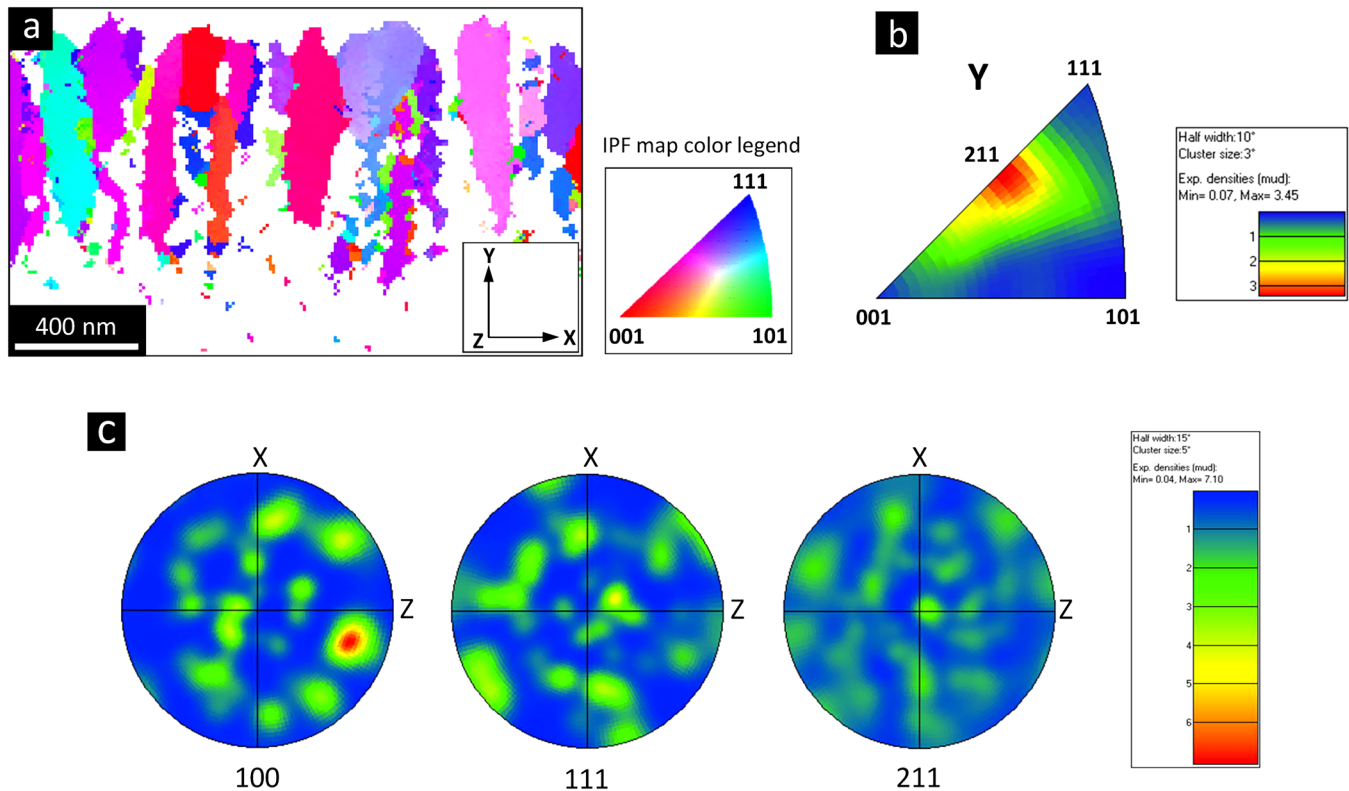 a
400 nm
Y
Z
X
IPF map color legend
111
001
101
b
Y
111
211
001
101
Half width:10°
Cluster size:3°
Exp. densities (mud):
Min= 0.07, Max= 3.45
1
2
3
c
X
Z
100
X
Z
111
X
Z
211
Half width:15°
Cluster size:5°
Exp. densities (mud):
Min= 0.04, Max= 7.10
1
2
3
4
5
6